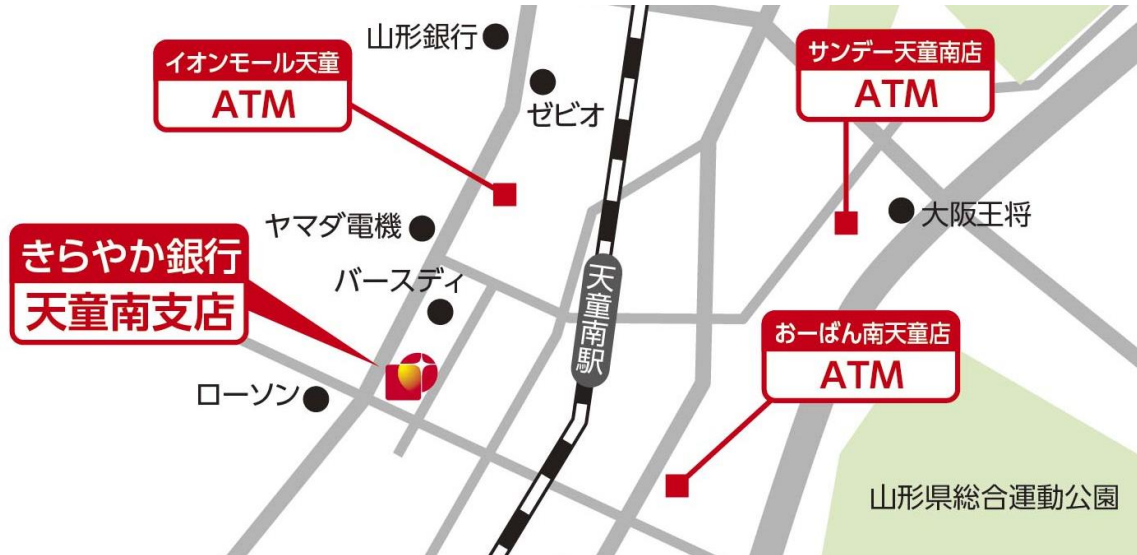 山形銀行
イオンモール天童
ATM
ゼビオ
サンデー天童南店
ATM
ヤマダ電機
大阪王将
きらやか銀行
天童南支店
バースディ
天童南駅
おーばん南天童店
ATM
ローソン
山形県総合運動公園